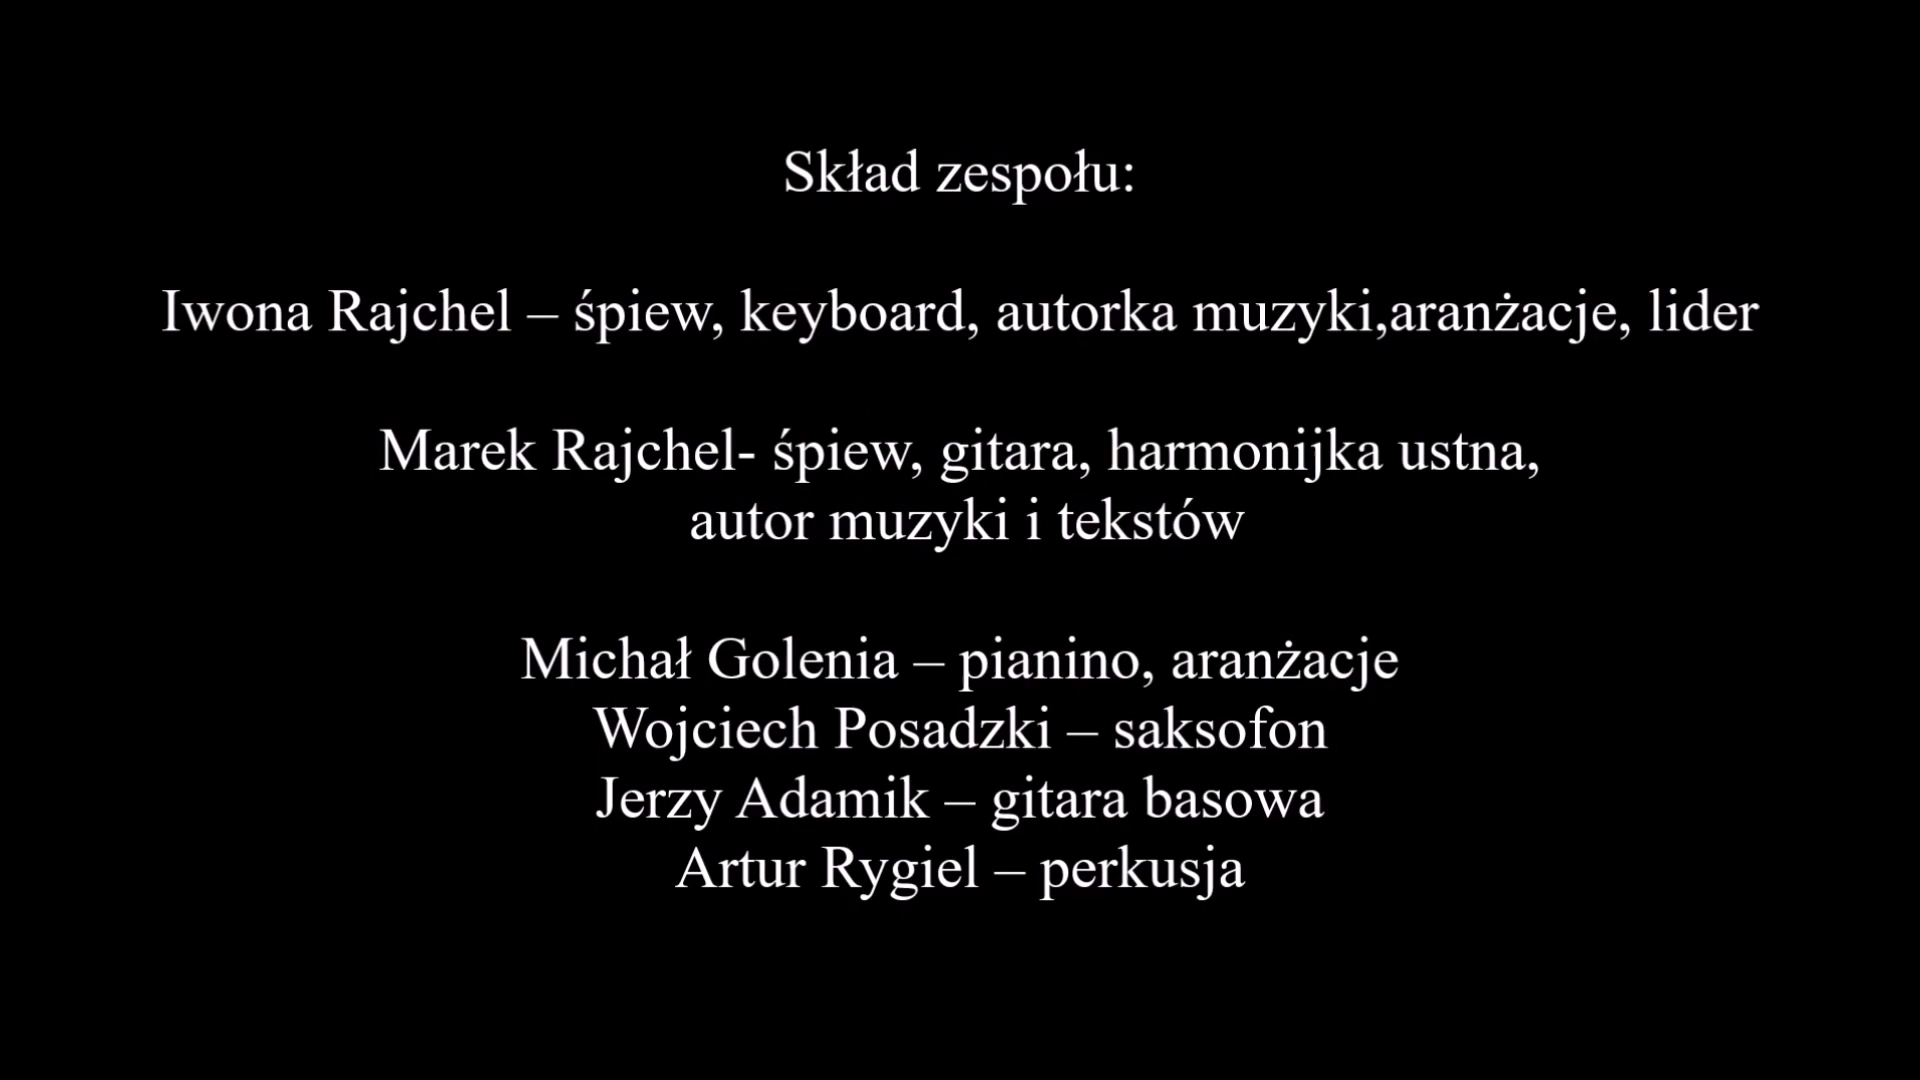 Skład zespołu:
Iwona Rajchel – śpiew, keyboard, autorka muzyki,aranżacje, lider
Marek Rajchel- śpiew, gitara, harmonijka ustna,
autor muzyki i tekstów
Michał Golenia – pianino, aranżacje
Wojciech Posadzki – saksofon
Jerzy Adamik – gitara basowa
Artur Rygiel – perkusja